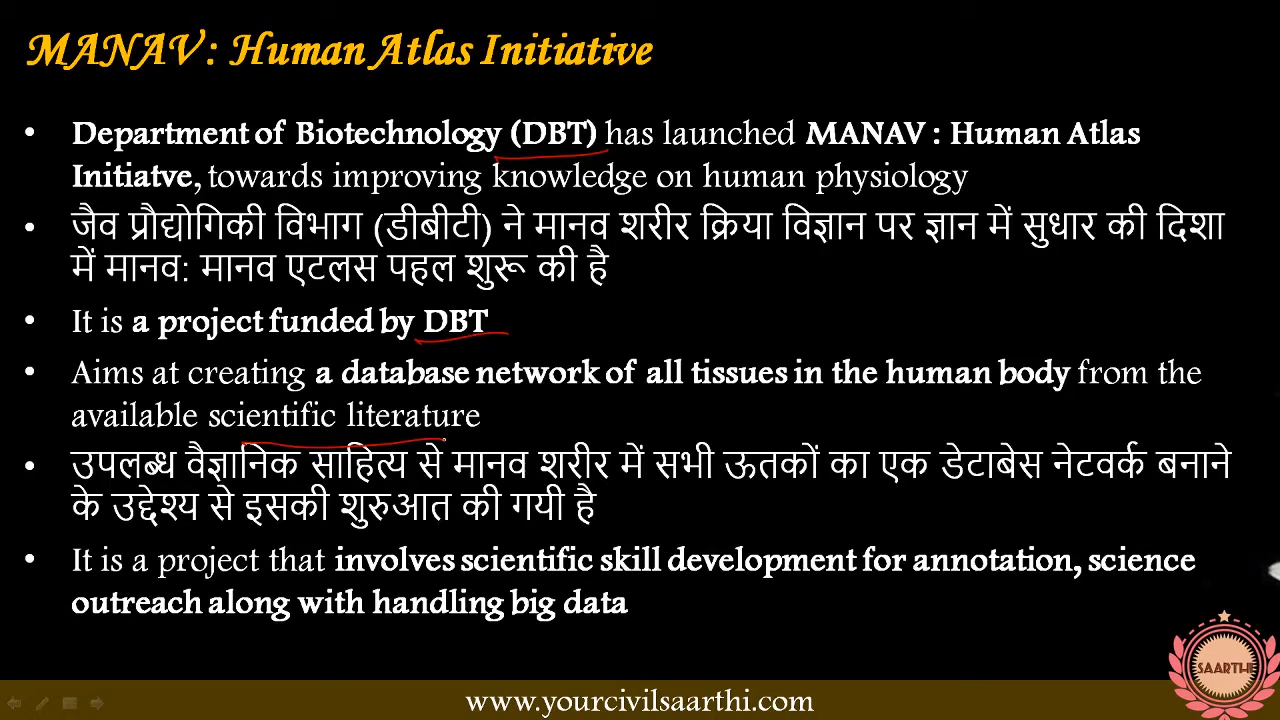 MANAV : Human Atlas Initiative
• Department of Biotechnology (DBT) has launched MANAV : Human Atlas
Initiatve, towards improving knowledge on human physiology
• जैव प्रौद्योगिकी विभाग (डीबीटी) ने मानव शरीर क्रिया विज्ञान पर ज्ञान में सुधार की दिशा
में मानव: मानव एटलस पहल शुरू की है
• It is a project funded by DBT
• Aims at creating a database network of all tissues in the human body from the
available scientific literature
• उपलब्ध वैज्ञानिक साहित्य से मानव शरीर में सभी ऊतकों का एक डेटाबेस नेटवर्क बनाने
के उद्देश्य से इसकी शुरुआत की गयी है
• It is a project that involves scientific skill development for annotation, science
outreach along with handling big data
SAARTHI
www.yourcivilsaarthi.com